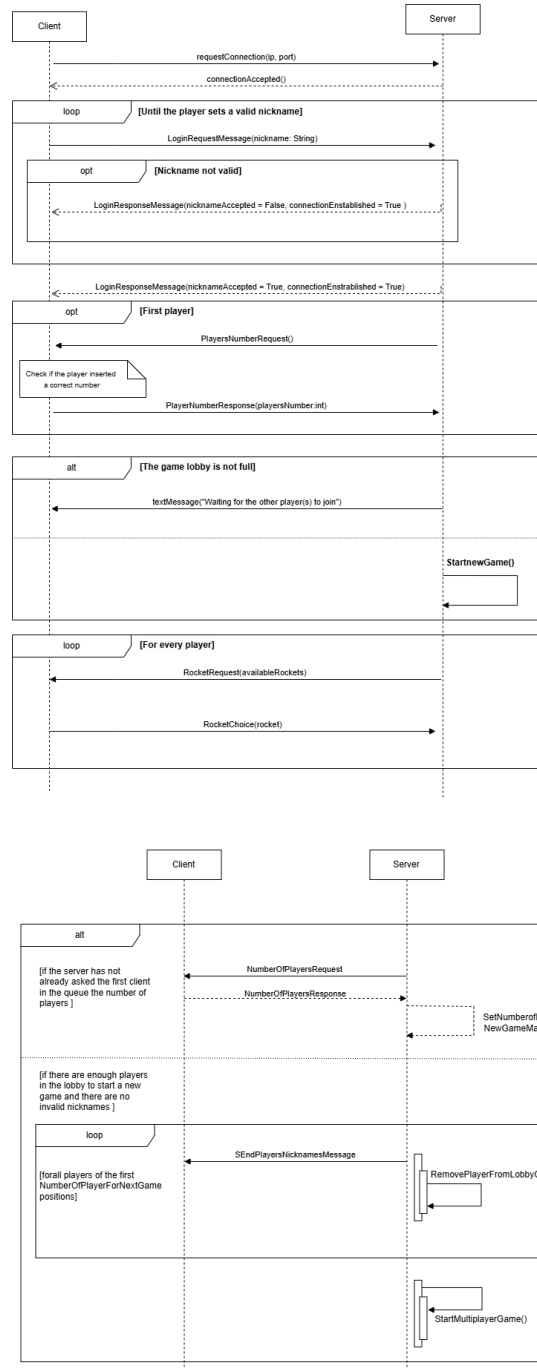 Client
Server
requestConnection(ip, port)
connectionAccepted()
loop
[Until the player sets a valid nickname]
LoginRequestMessage(nickname: String)
opt
[Nickname not valid]
LoginResponseMessage(nicknameAccepted = False, connectionEnstablished = True )
LoginResponseMessage(nicknameAccepted = True, connectionEnstrablished = True)
opt
[First player]
PlayersNumberRequest()
Check if the player inserted
a correct number
PlayerNumberResponse(playersNumber:int)
alt
[The game lobby is not full]
textMessage("Waiting for the other player(s) to join")
StartnewGame()
loop
[For every player]
RocketRequest(availableRockets)
RocketChoice(rocket)
Client
Server
alt
[if the server has not
already asked the first client
in the queue the number of
players ]
NumberOfPlayersRequest
NumberOfPlayersResponse
SetNumberofP
NewGameMa
[if there are enough players
in the lobby to start a new
game and there are no
invalid nicknames ]
loop
[forall players of the first
NumberOfPlayerForNextGame
positions]
SEndPlayersNicknamesMessage
RemovePlayerFromLobbyQ
StartMultiplayerGame()